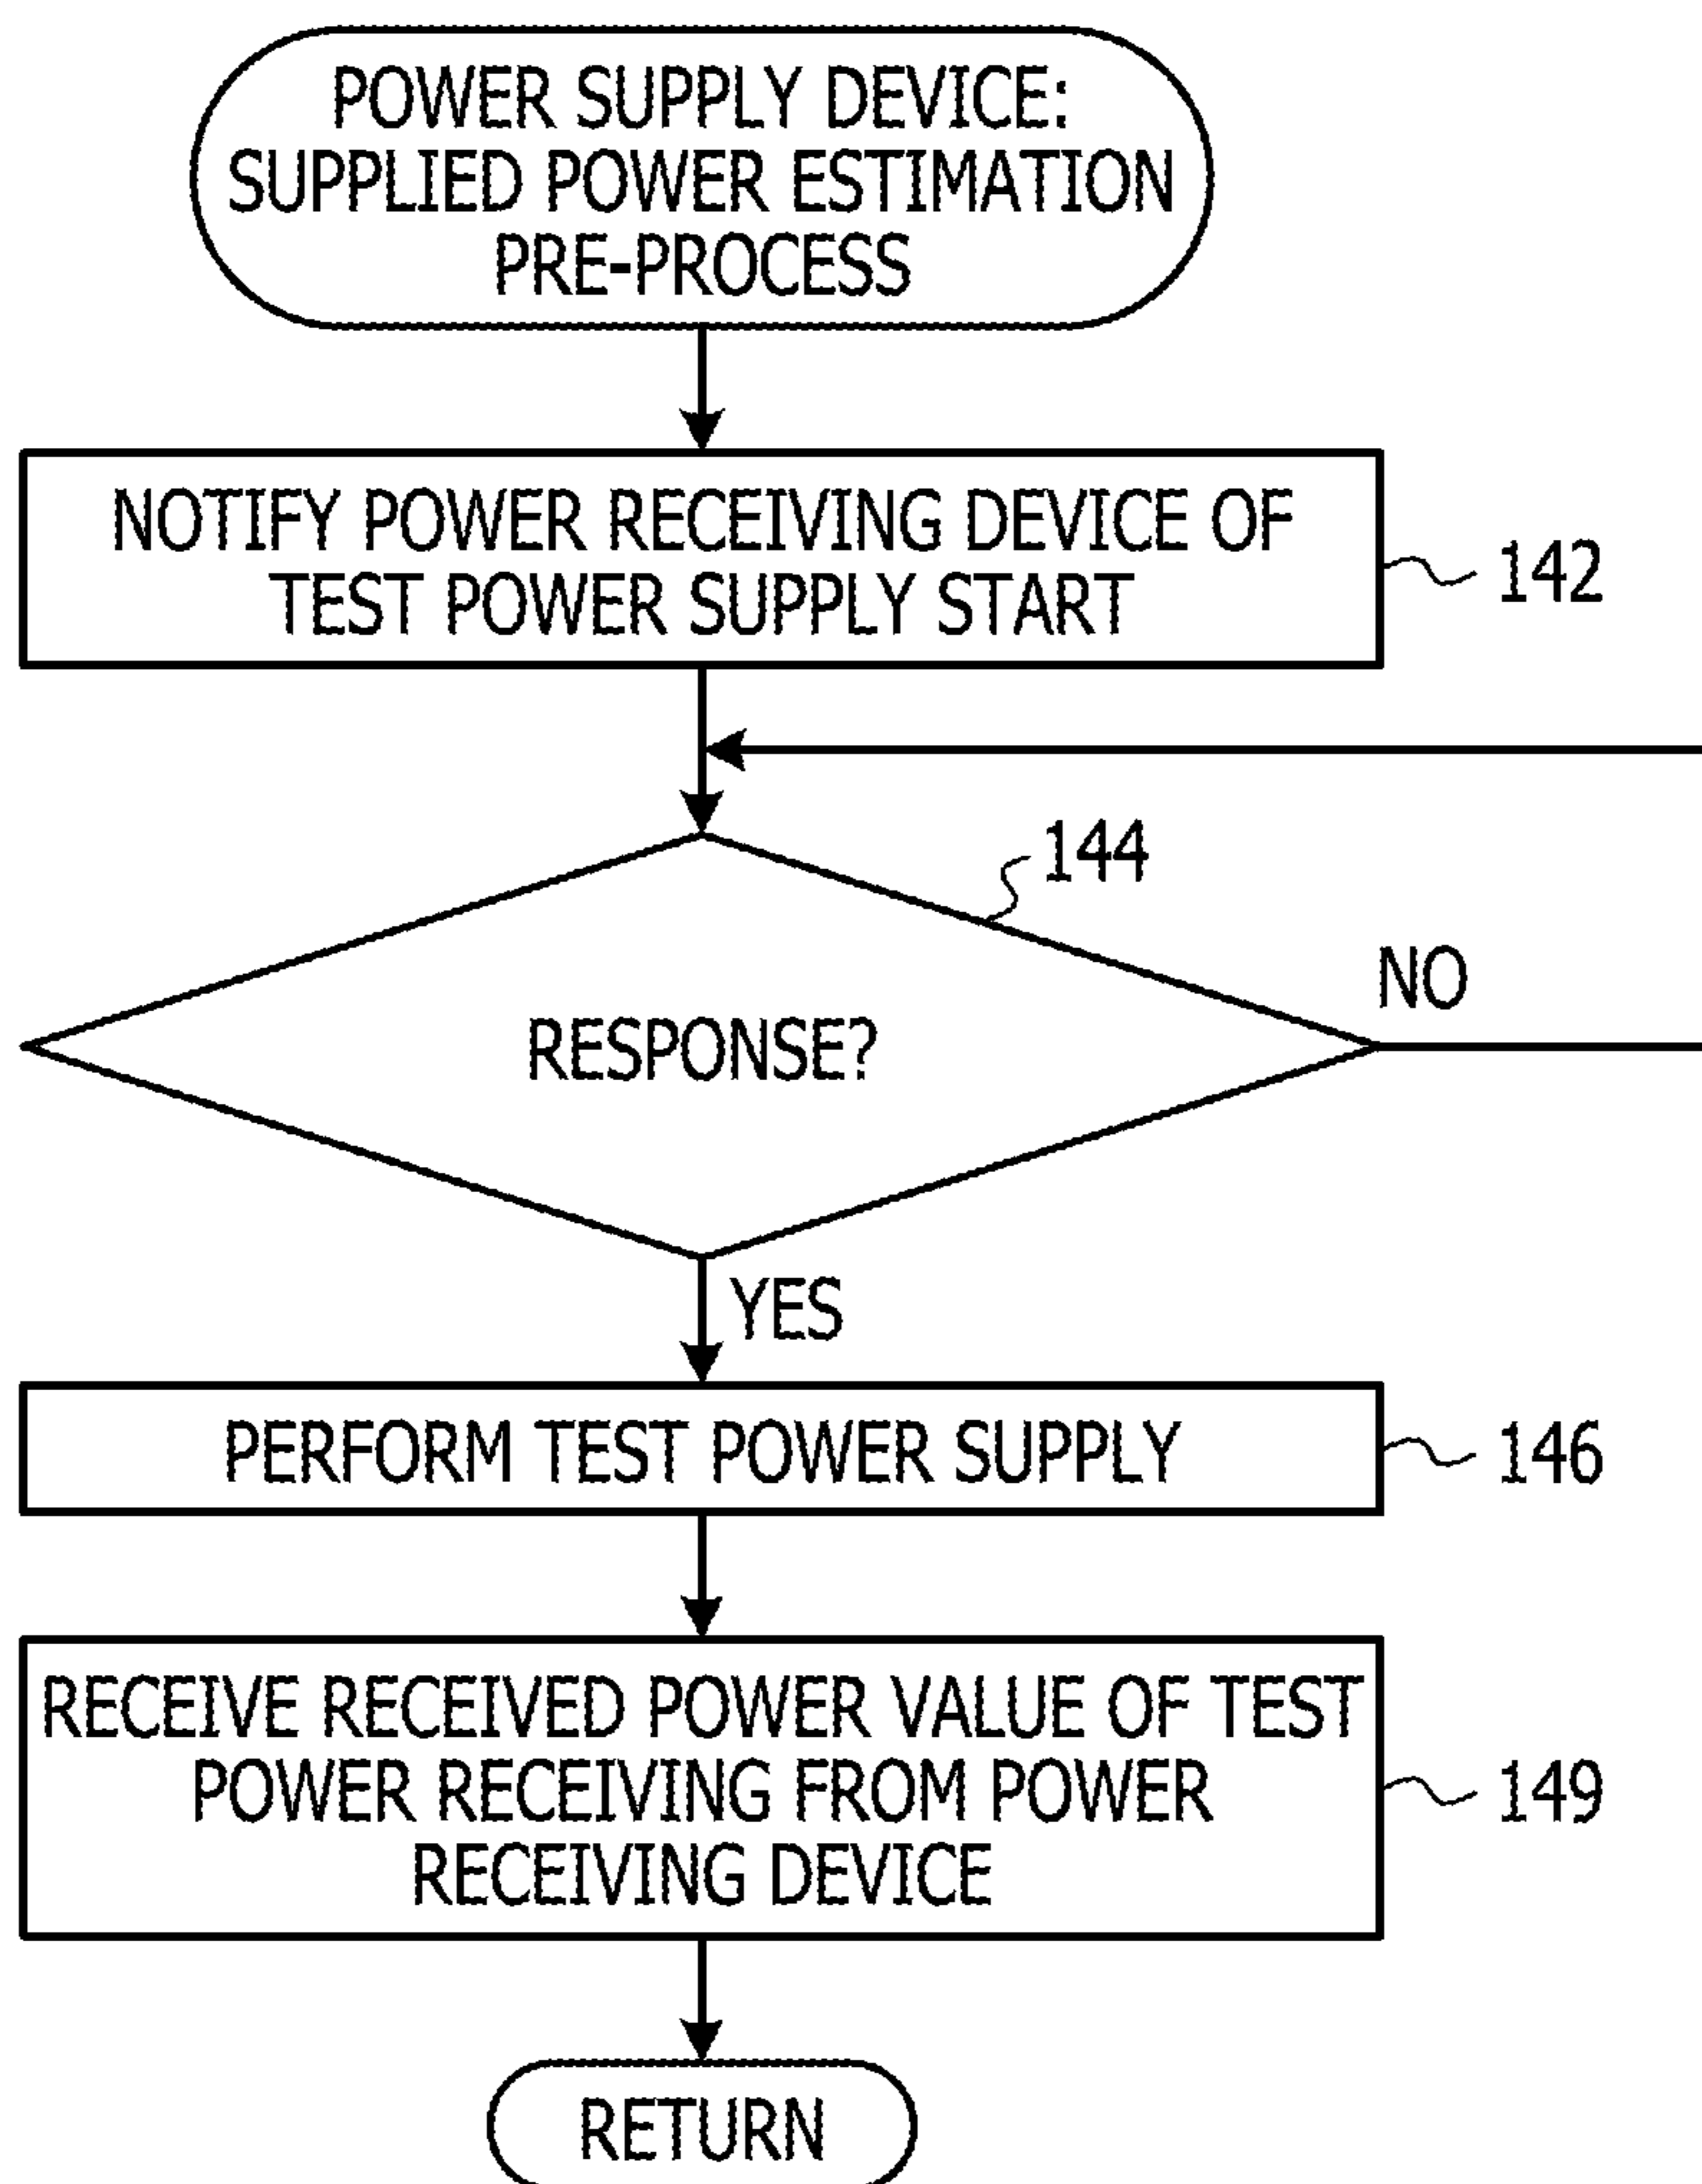 POWER SUPPLY DEVICE:
SUPPLIED POWER ESTIMATION
PRE-PROCESS
NOTIFY POWER RECEIVING DEVICE OF
TEST POWER SUPPLY START
142
144
NO
RESPONSE?
YES
PERFORM TEST POWER SUPPLY
146
RECEIVE RECEIVED POWER VALUE OF TEST
POWER RECEIVING FROM POWER
RECEIVING DEVICE
149
RETURN